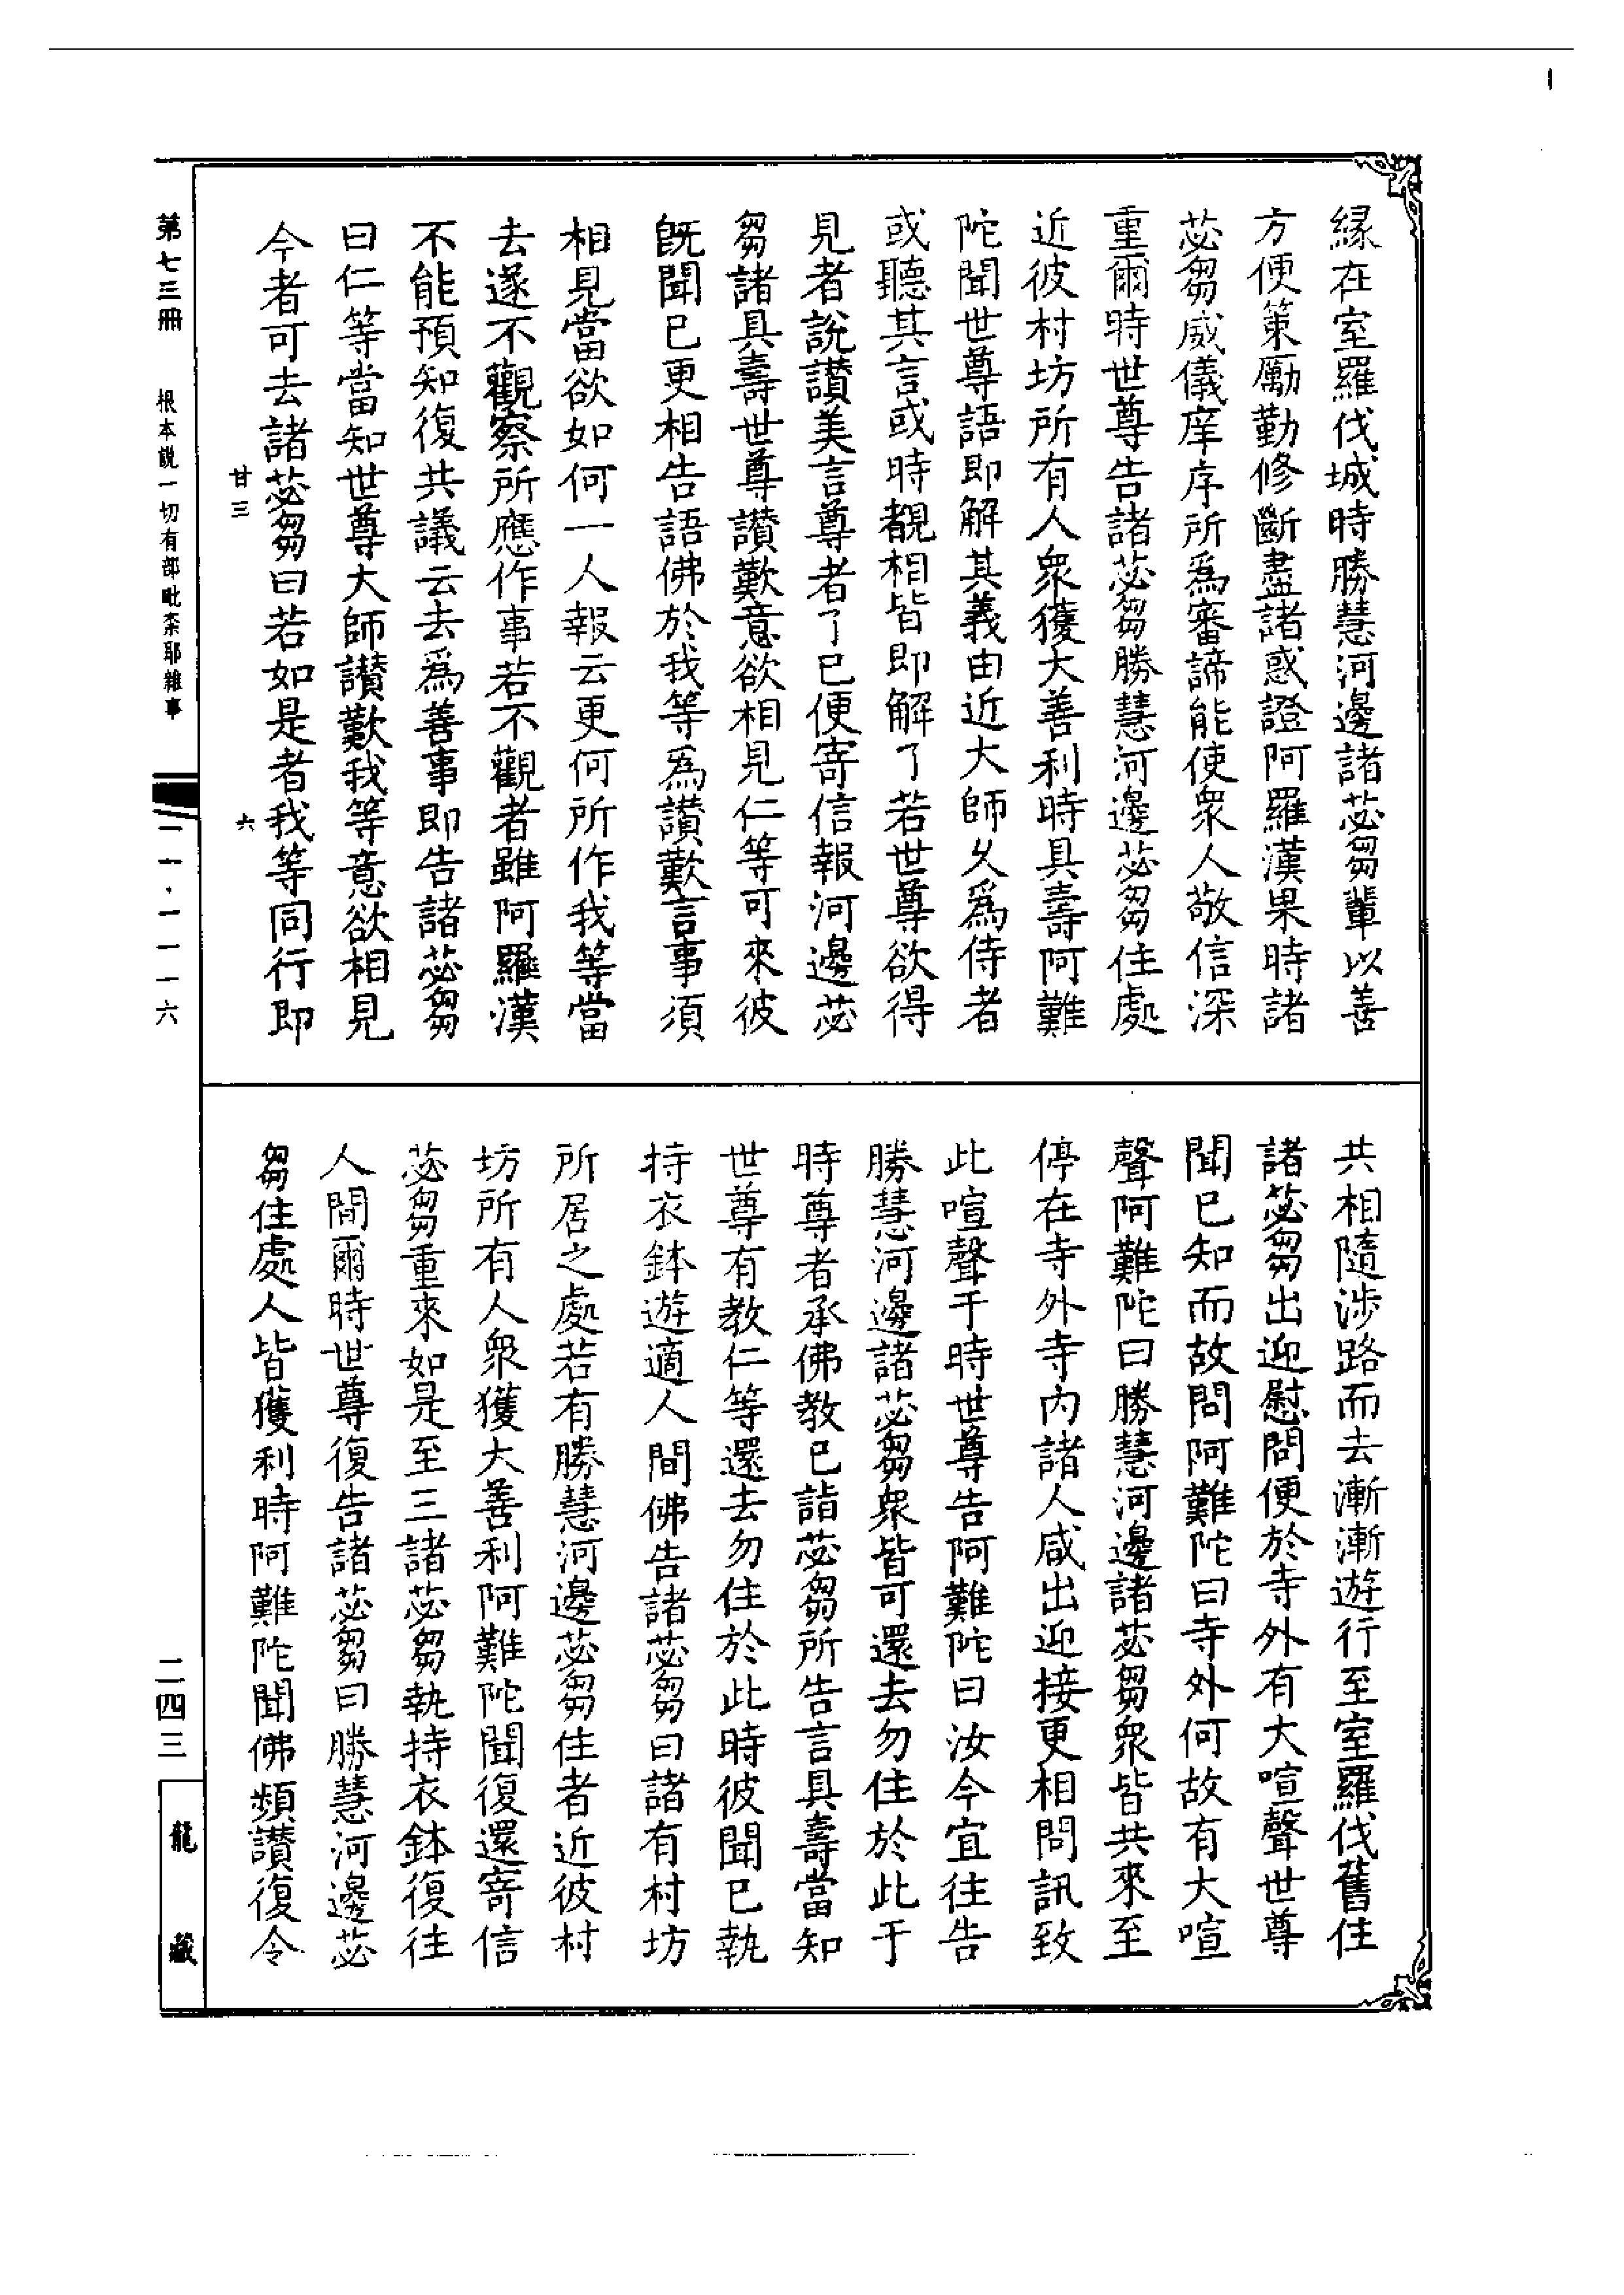 緣在室羅伐城時勝慧河邊諸苾芻輩以善
方便策勵勤修斷盡諸惑證阿羅漢果時諸
苾芻威儀庠序所爲審諦能使衆人敬信深
重爾時世尊告諸苾芻勝慧河邊苾芻住處
近彼村坊所有人衆獲大善利時具壽阿難
陀聞世尊語即解其義由近大師久爲侍者
或聽其言或時覩相皆即解了若世尊欲得
見者說讃美言尊者了已便寄信報河邊苾
芻諸具壽世尊讃歎意欲相見仁等可來彼
旣聞已更相告語佛於我等爲讃歎言事須
相見當欲如何一人報云更何所作我等當
去遂不觀察所應作事若不觀者雖阿羅漢
不能預知復共議云去爲善事即告諸苾芻
曰仁等當知世尊大師讃歎我等意欲相見
今者可去諸苾芻曰若如是者我等同行即
甘三 六
共相隨涉路而去漸漸遊行至室羅伐舊住
諸苾芻出迎慰問便於寺外有大喧聲世尊
聞已知而故問阿難陀曰寺外何故有大喧
聲阿難陀曰勝慧河邊諸苾芻衆皆共來至
停在寺外寺内諸人咸出迎接更相問訊致
此喧聲于時世尊告阿難陀曰汝今宜往告
勝慧河邊諸苾芻衆皆可還去勿住於此于
時尊者承佛教已詣苾芻所告言具壽當知
世尊有教仁等還去勿住於此時彼聞已執
持衣鉢遊適人間佛告諸苾芻曰諸有村坊
所居之處若有勝慧河邊苾芻住者近彼村
坊所有人衆獲大善利阿難陀聞復還寄信
苾芻重來如是至三諸苾芻執持衣鉢復往
人間爾時世尊復告諸苾芻曰勝慧河邊苾
芻住處人皆獲利時阿難陀聞佛頻讃復令
第七三冊 根本説一切有部毗柰耶雜事
一一·一一一六
二四三
龍藏